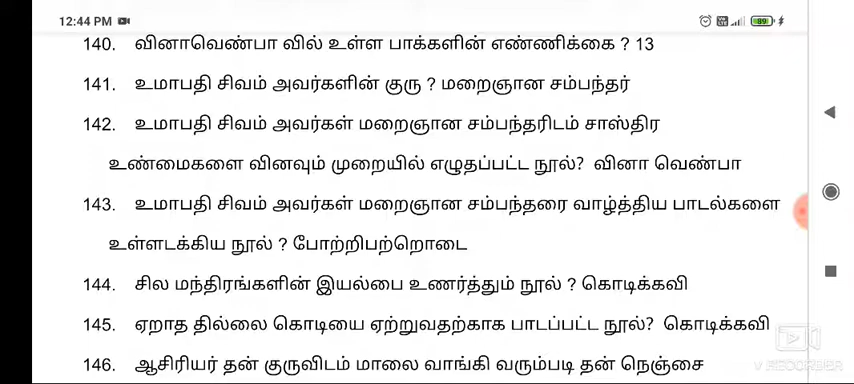 12:44 PM
89
140. வினாவெண்பா வில் உள்ள பாக்களின் எண்ணிக்கை ? 13
141. உமாபதி சிவம் அவர்களின் குரு ? மறைஞான சம்பந்தர்
142. உமாபதி சிவம் அவர்கள் மறைஞான சம்பந்தரிடம் சாஸ்திர
உண்மைகளை வினவும் முறையில் எழுதப்பட்ட நூல்? வினா வெண்பா
143. உமாபதி சிவம் அவர்கள் மறைஞான சம்பந்தரை வாழ்த்திய பாடல்களை
உள்ளடக்கிய நூல் ? போற்றிபற்றொடை
144. சில மந்திரங்களின் இயல்பை உணர்த்தும் நூல் ? கொடிக்கவி
145. ஏறாத தில்லை கொடியை ஏற்றுவதற்காக பாடப்பட்ட நூல்? கொடிக்கவி
146. ஆசிரியர் தன் குருவிடம் மாலை வாங்கி வரும்படி தன் நெஞ்சை
V RECORDER